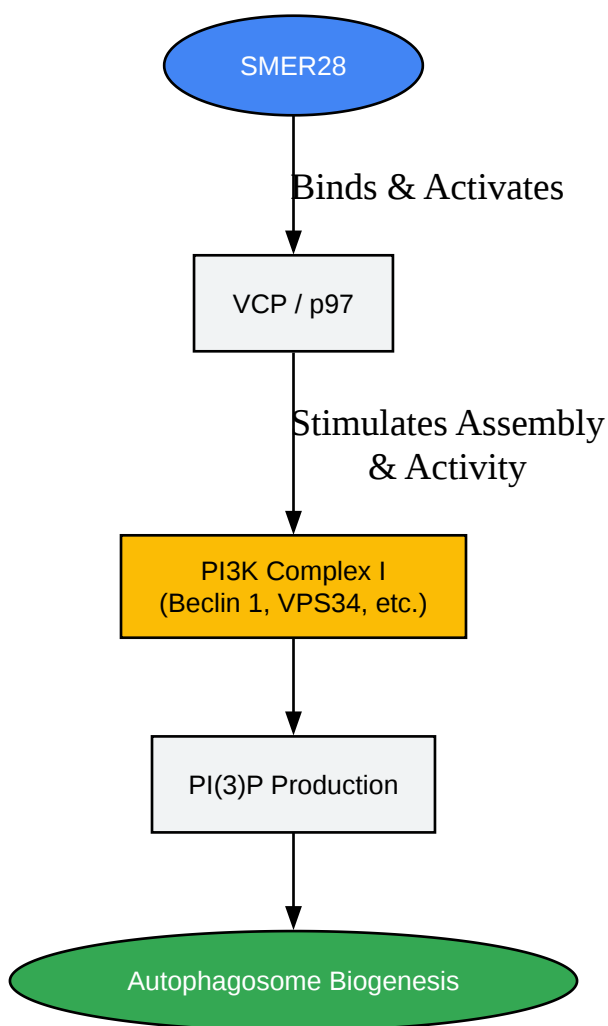 SMER28
Binds & Activates
VCP / p97
Stimulates Assembly
& Activity
PI3K Complex I
(Beclin 1, VPS34, etc.)
PI(3)P Production
Autophagosome Biogenesis